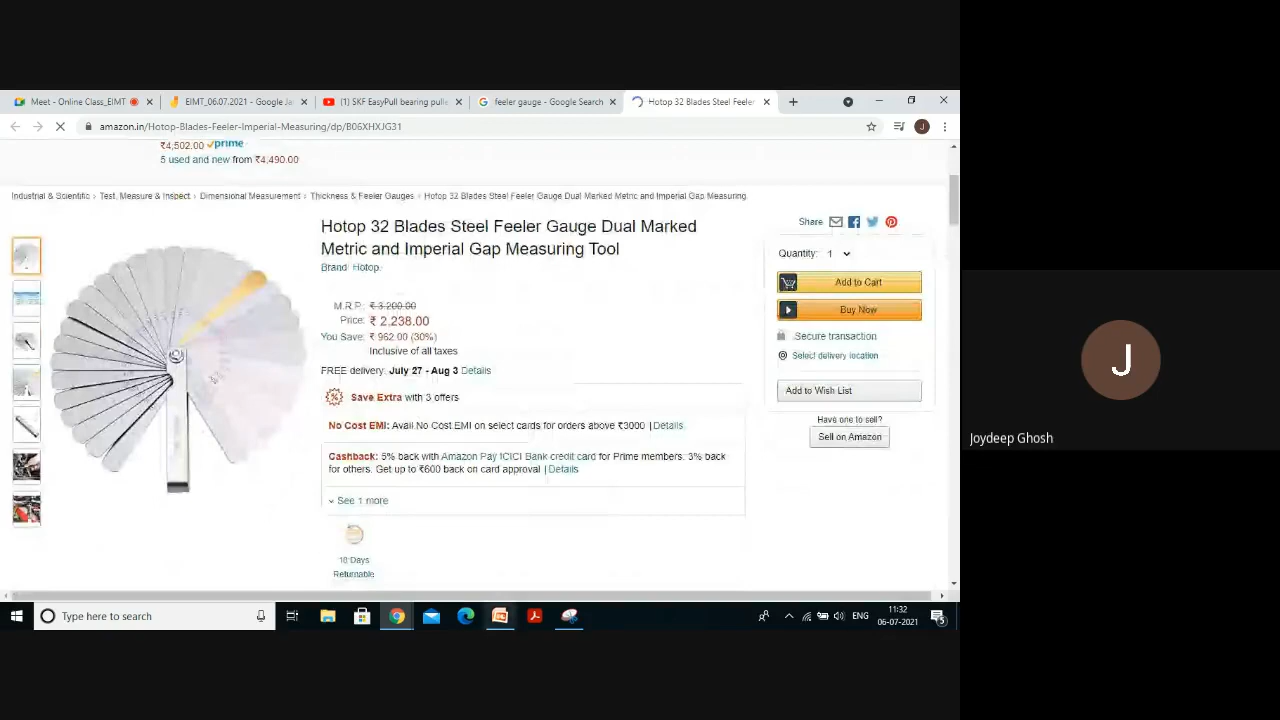 Meet - Online Class_EIMT
EIMT_06.07.2021 - Google Ja
(1) SKF EasyPull bearing pulle
feeler gauge - Google Search
Hotop 32 Blades Steel Feeler
amazon.in/Hotop-Blades-Feeler-Imperial-Measuring/dp/B06XHXJG31
J
₹4,502.00 prime
5 used and new from ₹4,490.00
Industrial & Scientific › Test, Measure & Inspect › Dimensional Measurement › Thickness & Feeler Gauges › Hotop 32 Blades Steel Feeler Gauge Dual Marked Metric and Imperial Gap Measuring
Hotop 32 Blades Steel Feeler Gauge Dual Marked
Metric and Imperial Gap Measuring Tool
Brand: Hotop
M.R.P.: ₹ 3,200.00
Price: ₹ 2,238.00
You Save: ₹ 962.00 (30%)
Inclusive of all taxes
FREE delivery: July 27 - Aug 3 Details
Save Extra with 3 offers
No Cost EMI: Avail No Cost EMI on select cards for orders above ₹3000 | Details
Cashback: 5% back with Amazon Pay ICICI Bank credit card for Prime members. 3% back
for others. Get up to ₹600 back on card approval | Details
See 1 more
10 Days
Returnable
Share
Quantity: 1
Add to Cart
Buy Now
Secure transaction
Select delivery location
Add to Wish List
Have one to sell?
Sell on Amazon
J
Joydeep Ghosh
Type here to search
ENG
11:32
06-07-2021
5